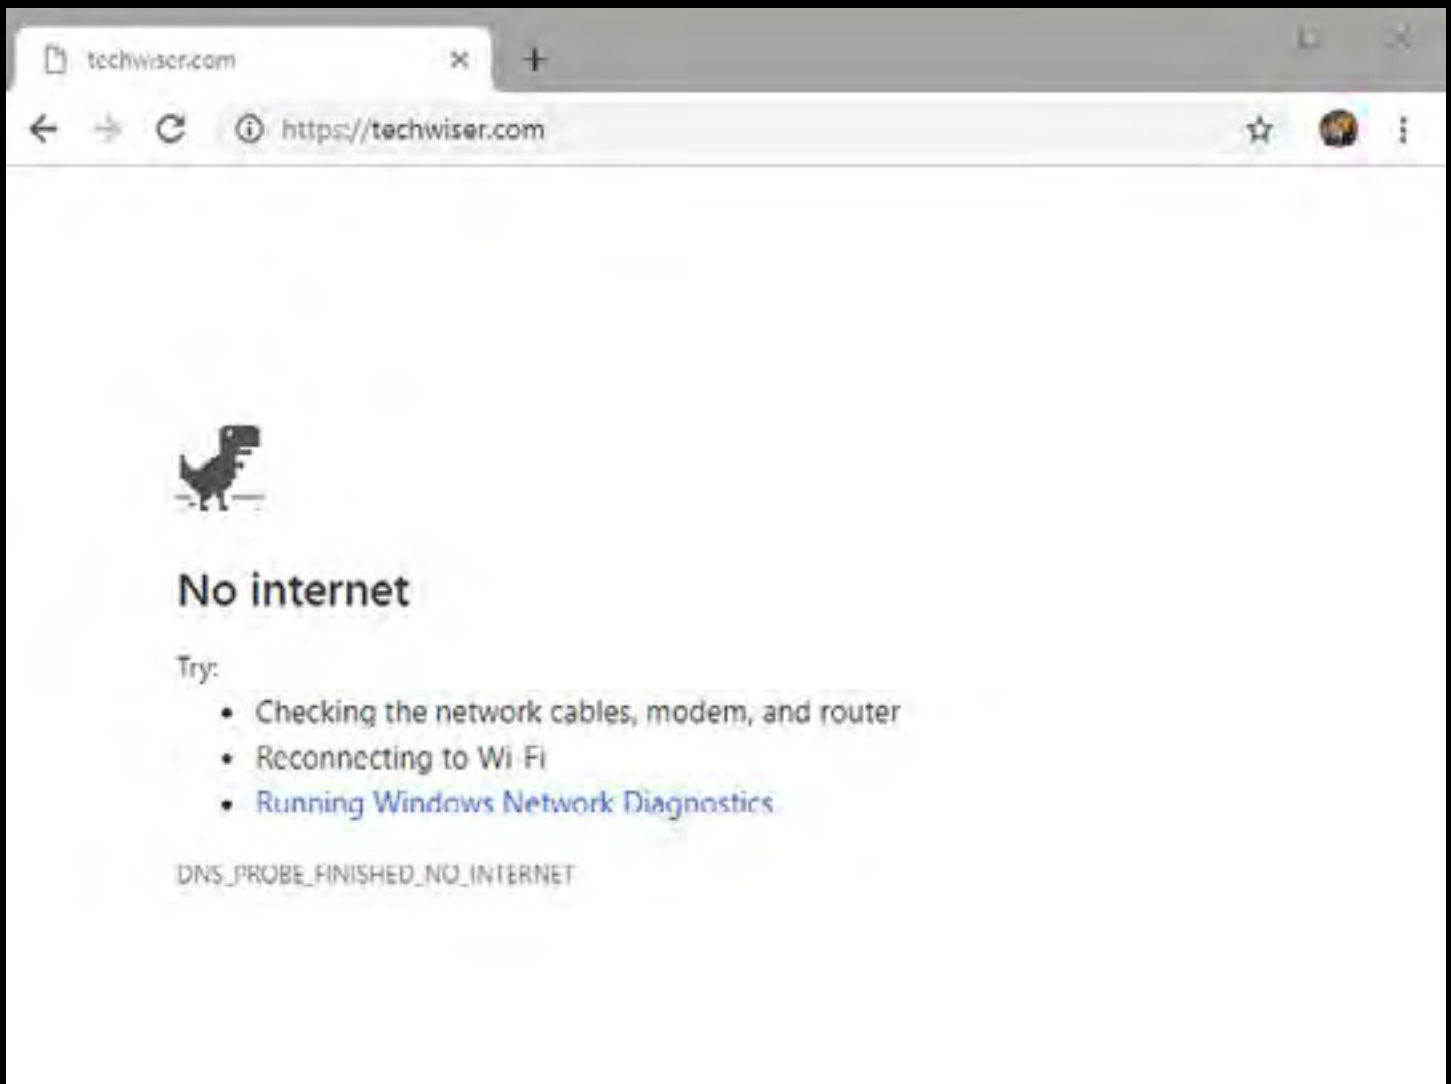 techwiser.com
https://techwiser.com
No internet
Try:
• Checking the network cables, modem, and router
• Reconnecting to Wi-Fi
• Running Windows Network Diagnostics
DNS_PROBE_FINISHED_NO_INTERNET